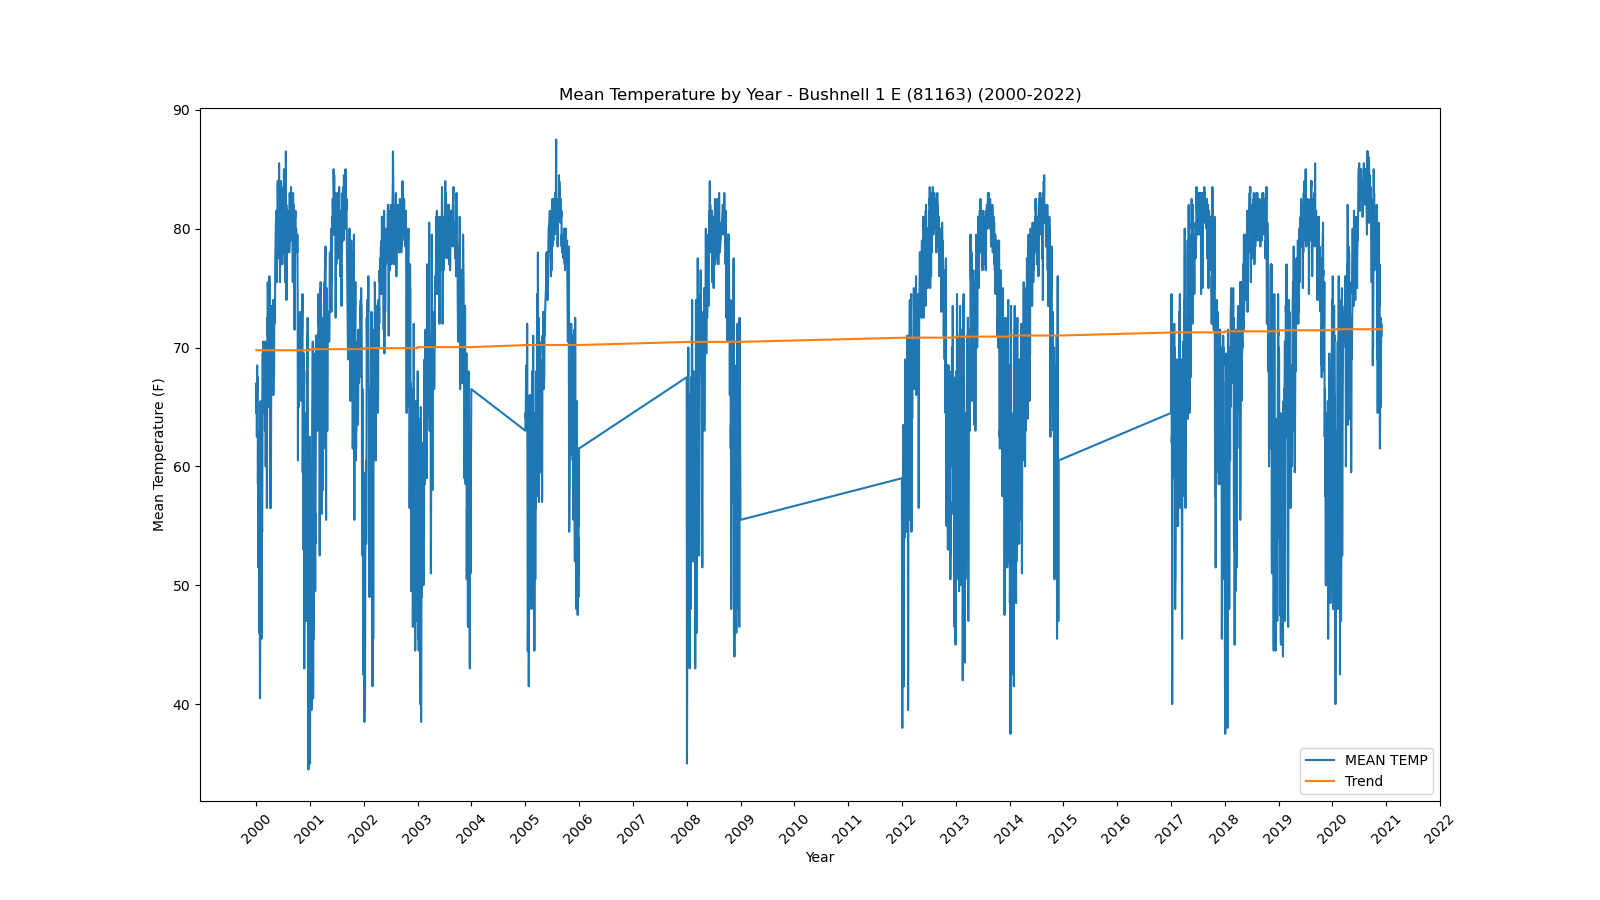 Mean Temperature by Year - Bushnell 1 E (81163) (2000-2022)
90
80
70
60
50
40
Mean Temperature (F)
MEAN TEMP
Trend
2000 2001 2002 2003 2004 2005 2006 2007 2008 2009 2010 2011 2012 2013 2014 2015 2016 2017 2018 2019 2020 2021 2022
Year